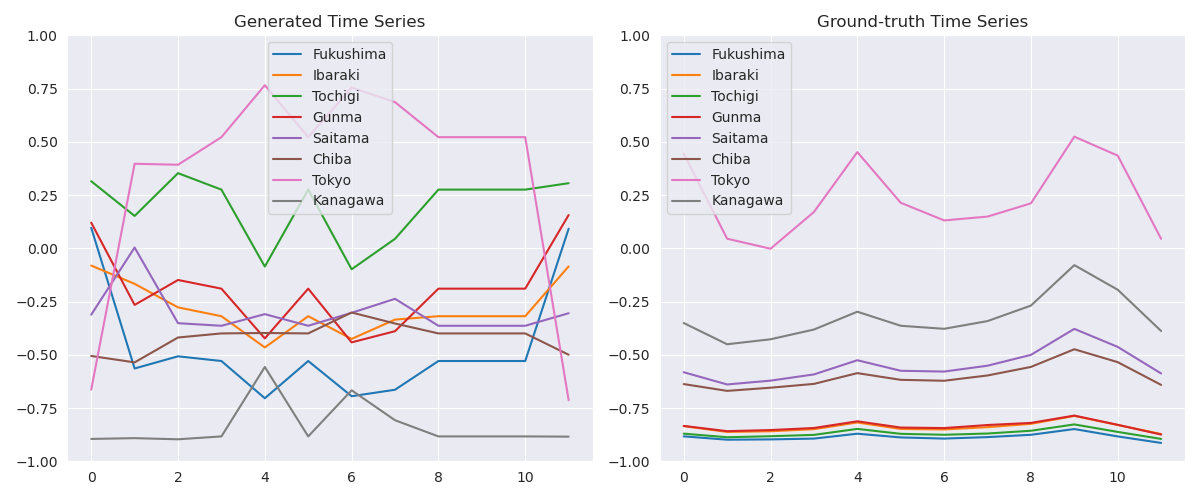 Generated Time Series
1.00
0.75
0.50
0.25
0.00
−0.25
−0.50
−0.75
−1.00
0 2 4 6 8 10
Fukushima
Ibaraki
Tochigi
Gunma
Saitama
Chiba
Tokyo
Kanagawa
Ground-truth Time Series
1.00
0.75
0.50
0.25
0.00
−0.25
−0.50
−0.75
−1.00
0 2 4 6 8 10
Fukushima
Ibaraki
Tochigi
Gunma
Saitama
Chiba
Tokyo
Kanagawa